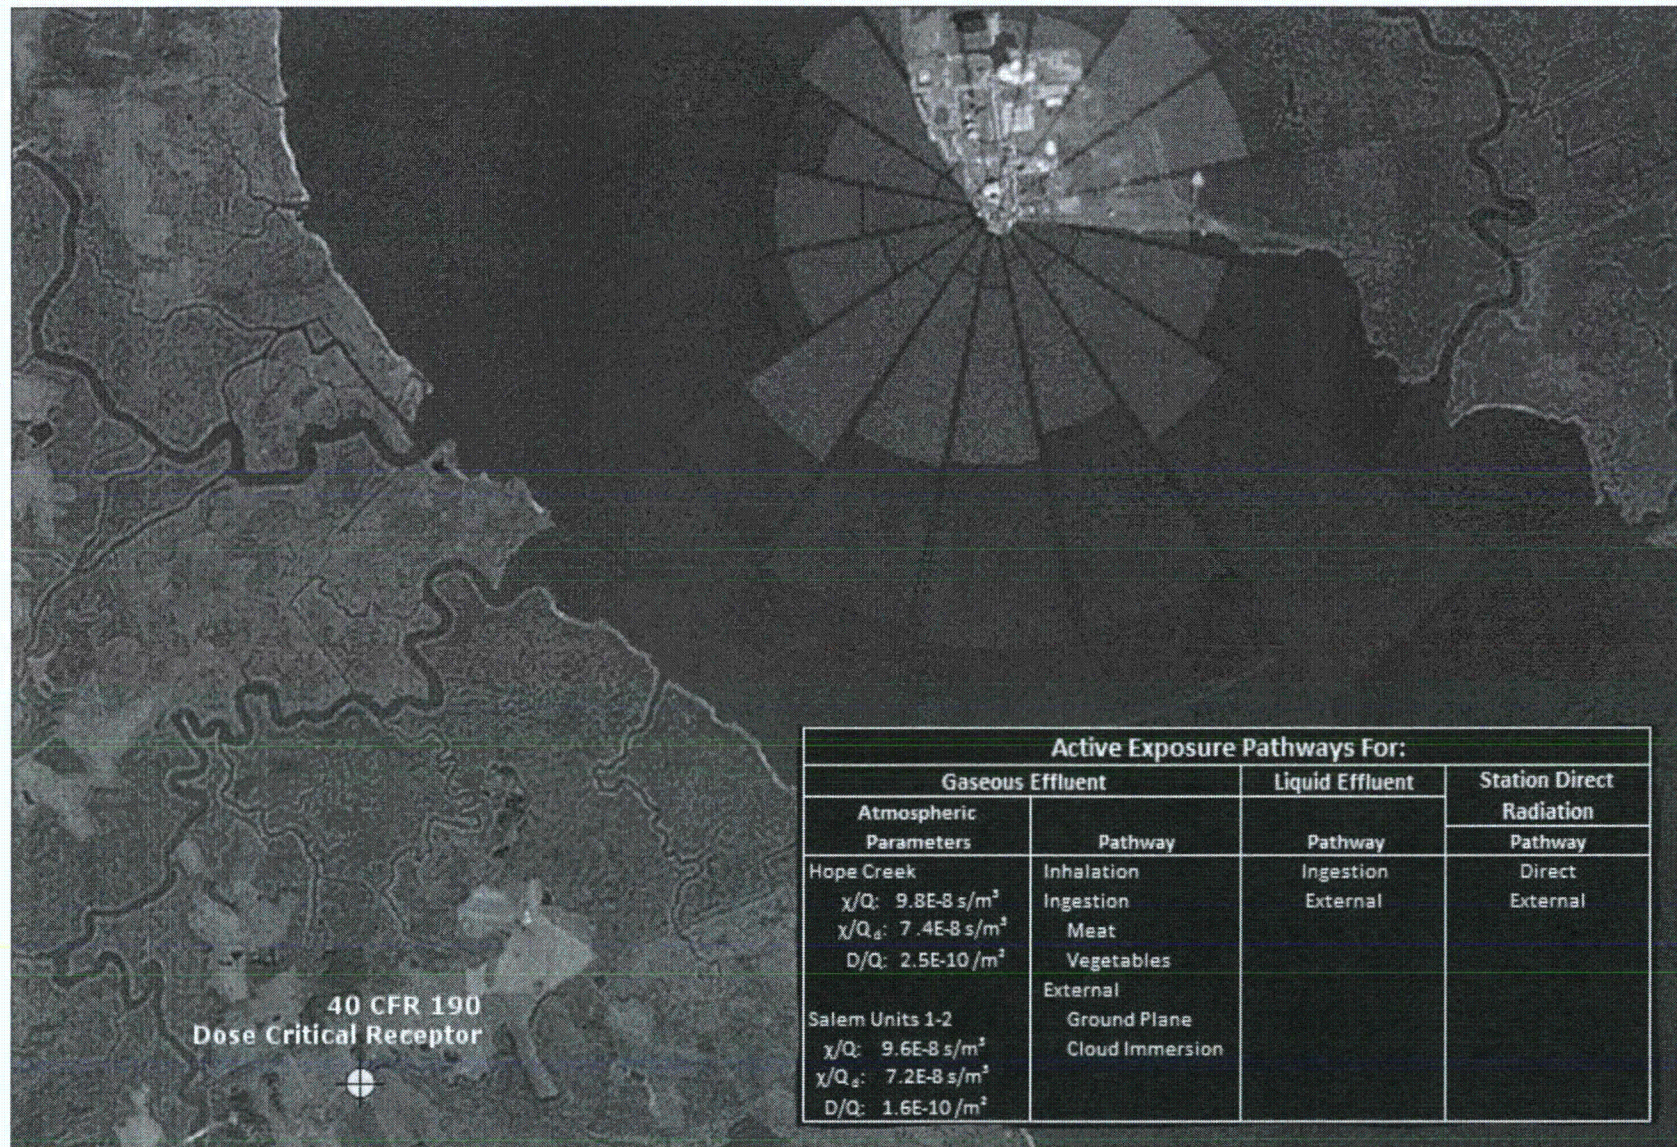 Active Exposure Pathways For:
Gaseous Effluent
Liquid Effluent
Station Direct
Radiation
Atmospheric
Parameters
Pathway
Pathway
Pathway
Hope Creek
χ/Q: 9.8E-8 s/m³
χ/Qd: 7.4E-8 s/m³
D/Q: 2.5E-10 /m²
Salem Units 1-2
χ/Q: 9.6E-8 s/m³
χ/Qd: 7.2E-8 s/m³
D/Q: 1.6E-10 /m²
Inhalation
Ingestion
Meat
Vegetables
External
Ground Plane
Cloud Immersion
Ingestion
External
Direct
External
40 CFR 190
Dose Critical Receptor